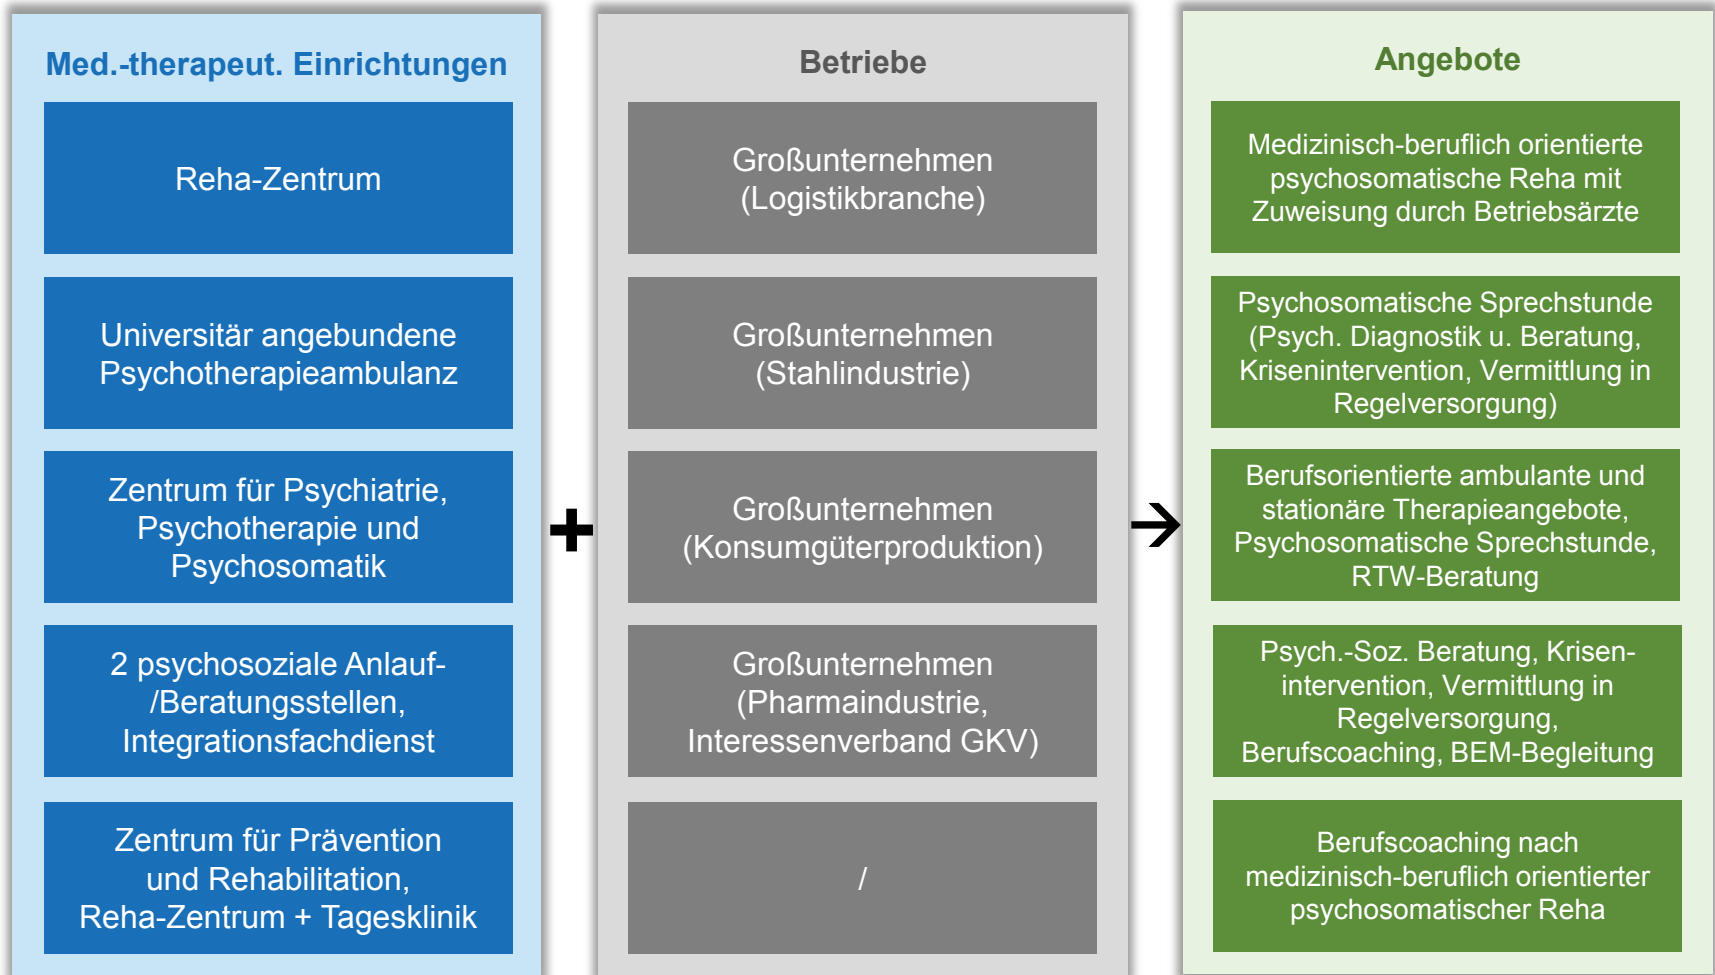 Med.-therapeut. Einrichtungen
Reha-Zentrum
Universitär angebundene
Psychotherapieambulanz
Zentrum für Psychiatrie,
Psychotherapie und
Psychosomatik
2 psychosoziale Anlauf-
/Beratungsstellen,
Integrationsfachdienst
Zentrum für Prävention
und Rehabilitation,
Reha-Zentrum + Tagesklinik
+
Betriebe
Großunternehmen
(Logistikbranche)
Großunternehmen
(Stahlindustrie)
Großunternehmen
(Konsumgüterproduktion)
Großunternehmen
(Pharmaindustrie,
Interessenverband GKV)
/
→
Angebote
Medizinisch-beruflich orientierte
psychosomatische Reha mit
Zuweisung durch Betriebsärzte
Psychosomatische Sprechstunde
(Psych. Diagnostik u. Beratung,
Krisenintervention, Vermittlung in
Regelversorgung)
Berufsorientierte ambulante und
stationäre Therapieangebote,
Psychosomatische Sprechstunde,
RTW-Beratung
Psych.-Soz. Beratung, Krisen-
intervention, Vermittlung in
Regelversorgung,
Berufscoaching, BEM-Begleitung
Berufscoaching nach
medizinisch-beruflich orientierter
psychosomatischer Reha